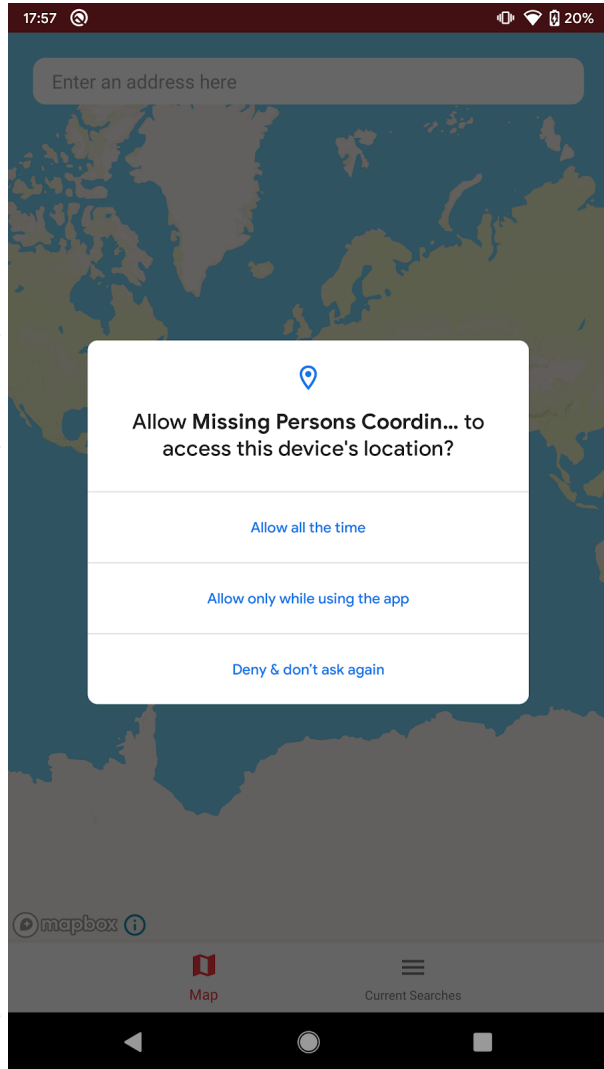 17:57 20%
Enter an address here
Allow Missing Persons Coordin... to
access this device's location?
Allow all the time
Allow only while using the app
Deny & don't ask again
mapbox
Map Current Searches